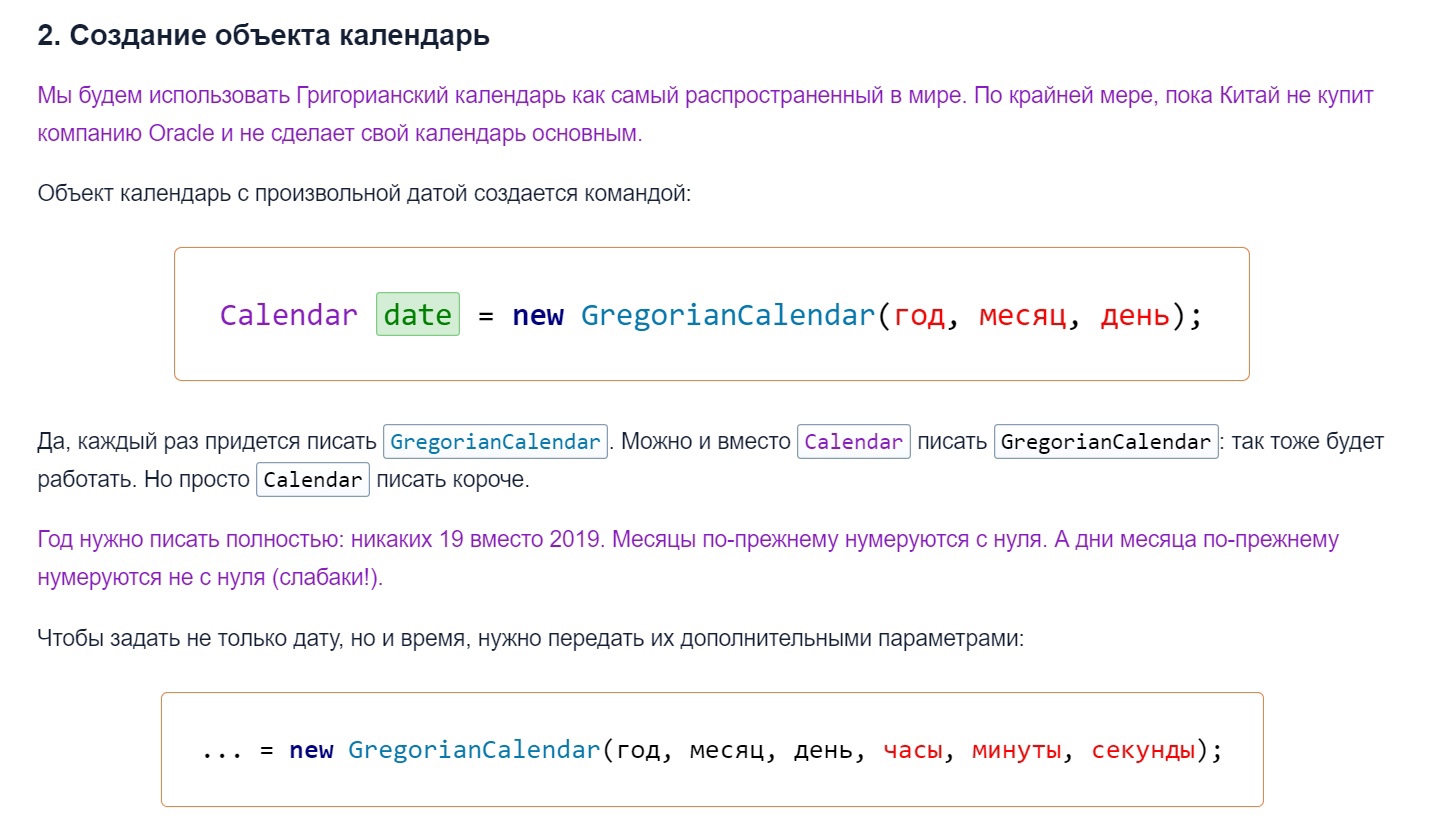 2. Создание объекта календарь
Мы будем использовать Григорианский календарь как самый распространенный в мире. По крайней мере, пока Китай не купит
компанию Oracle и не сделает свой календарь основным.
Объект календарь с произвольной датой создается командой:
Calendar date = new GregorianCalendar(год, месяц, день);
Да, каждый раз придется писать GregorianCalendar. Можно и вместо Calendar писать GregorianCalendar: так тоже будет
работать. Но просто Calendar писать короче.
Год нужно писать полностью: никаких 19 вместо 2019. Месяцы по-прежнему нумеруются с нуля. А дни месяца по-прежнему
нумеруются не с нуля (слабаки!).
Чтобы задать не только дату, но и время, нужно передать их дополнительными параметрами:
... = new GregorianCalendar(год, месяц, день, часы, минуты, секунды);